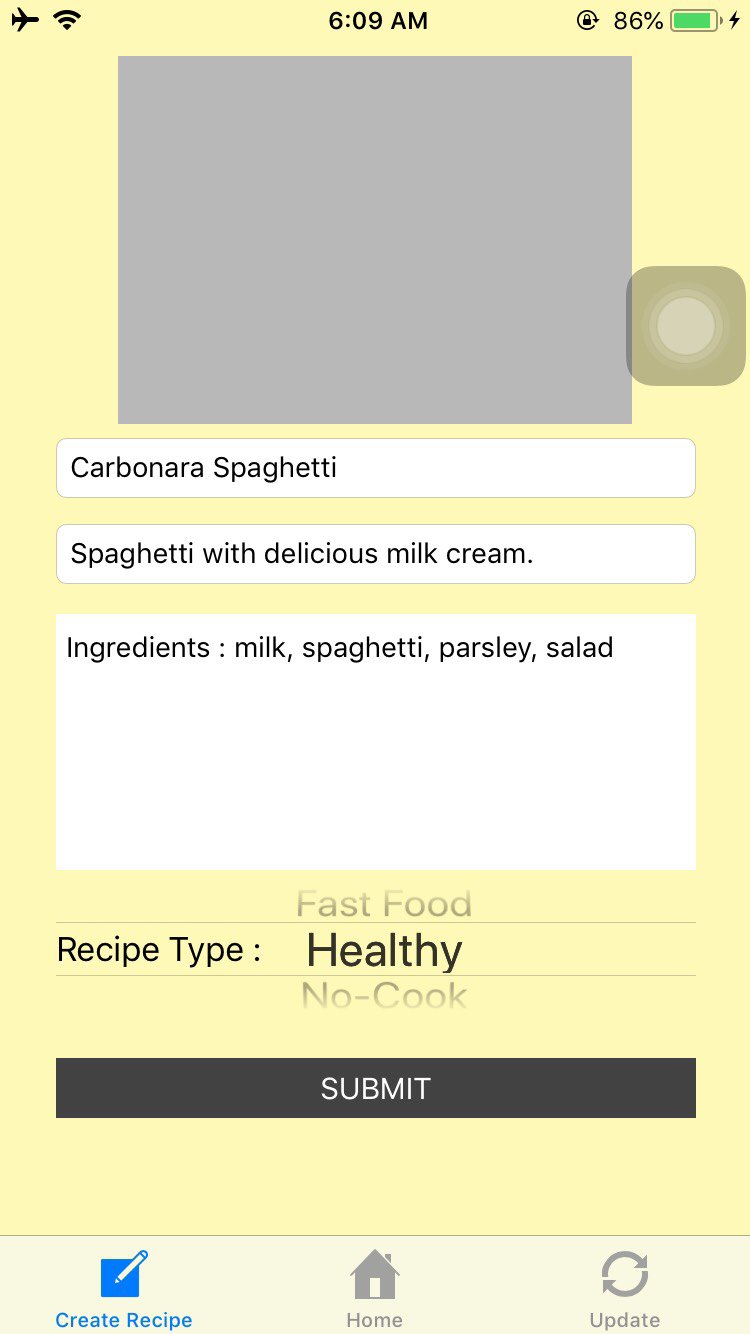 6:09 AM 86%
Carbonara Spaghetti
Spaghetti with delicious milk cream.
Ingredients : milk, spaghetti, parsley, salad
Fast Food
Recipe Type : Healthy
No-Cook
SUBMIT
Create Recipe Home Update